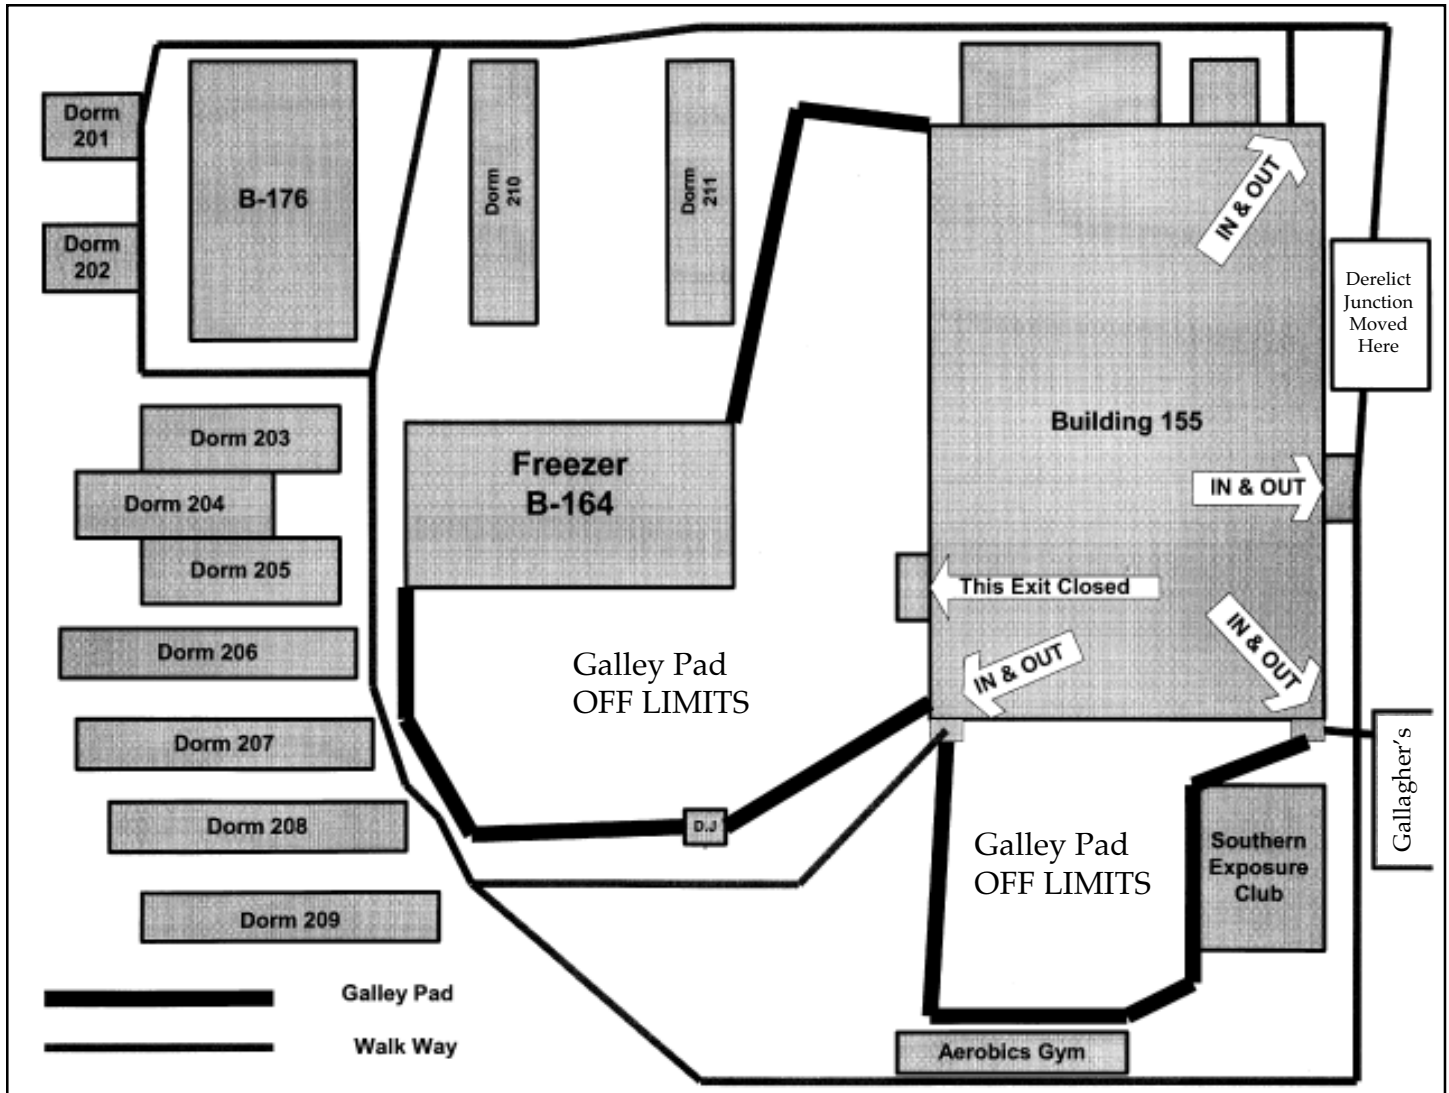 Dorm
201
Dorm
202
B-176
Dorm
210
Dorm
211
IN & OUT
Derelict
Junction
Moved
Here
Building 155
Dorm 203
Dorm 204
Dorm 205
Freezer
B-164
IN & OUT
This Exit Closed
IN & OUT
IN & OUT
Dorm 206
Galley Pad
OFF LIMITS
Dorm 207
Dorm 208
D.J
Gallagher's
Galley Pad
OFF LIMITS
Southern
Exposure
Club
Dorm 209
Galley Pad
Walk Way
Aerobics Gym